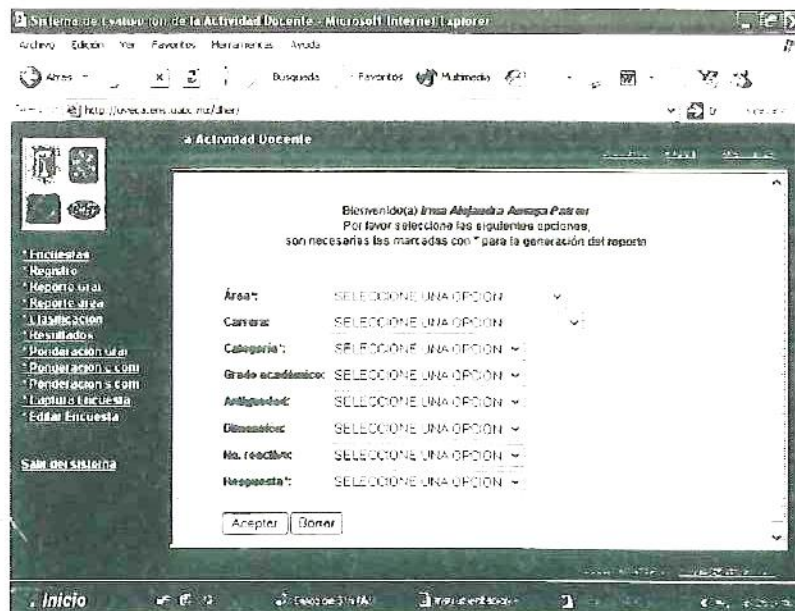 Sistema de Evaluación de la Actividad Docente - Microsoft Internet Explorer
Archivo Edición Ver Favoritos Herramientas Ayuda
Atrás Búsqueda Favoritos Multimedia
a Actividad Docente
Bienvenido(a) Irma Alejandra
Por favor seleccione las siguientes opciones,
son necesarias las marcadas con * para la generación del reporte
* Encuestas
* Registro
* Reporte Gral
* Reporte área
* Clasificación
* Resultados
* Ponderación Gral
* Ponderación c com
* Ponderación s com
* Captura Encuesta
* Editar Encuesta
Salir del sistema
Área*: SELECCIONE UNA OPCION
Carrera: SELECCIONE UNA OPCION
Categoría*: SELECCIONE UNA OPCION
Grado académico: SELECCIONE UNA OPCION
Antigüedad: SELECCIONE UNA OPCION
Dimension: SELECCIONE UNA OPCION
No. reactivo: SELECCIONE UNA OPCION
Respuesta*: SELECCIONE UNA OPCION
Aceptar Borrar
Inicio